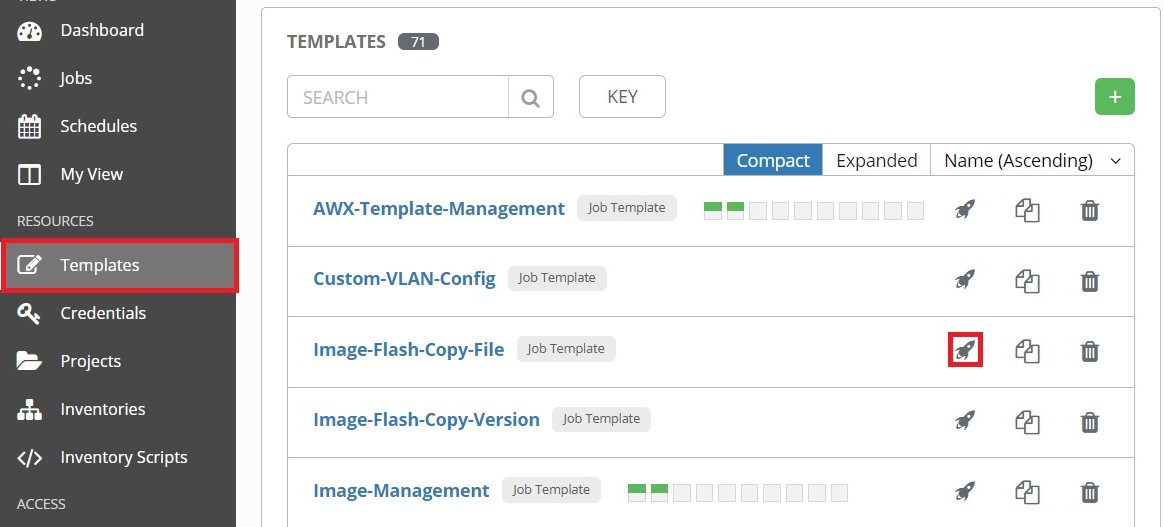 Dashboard
Jobs
Schedules
My View
RESOURCES
Templates
Credentials
Projects
Inventories
Inventory Scripts
ACCESS
TEMPLATES 71
SEARCH KEY +
Compact Expanded Name (Ascending)
AWX-Template-Management Job Template
Custom-VLAN-Config Job Template
Image-Flash-Copy-File Job Template
Image-Flash-Copy-Version Job Template
Image-Management Job Template